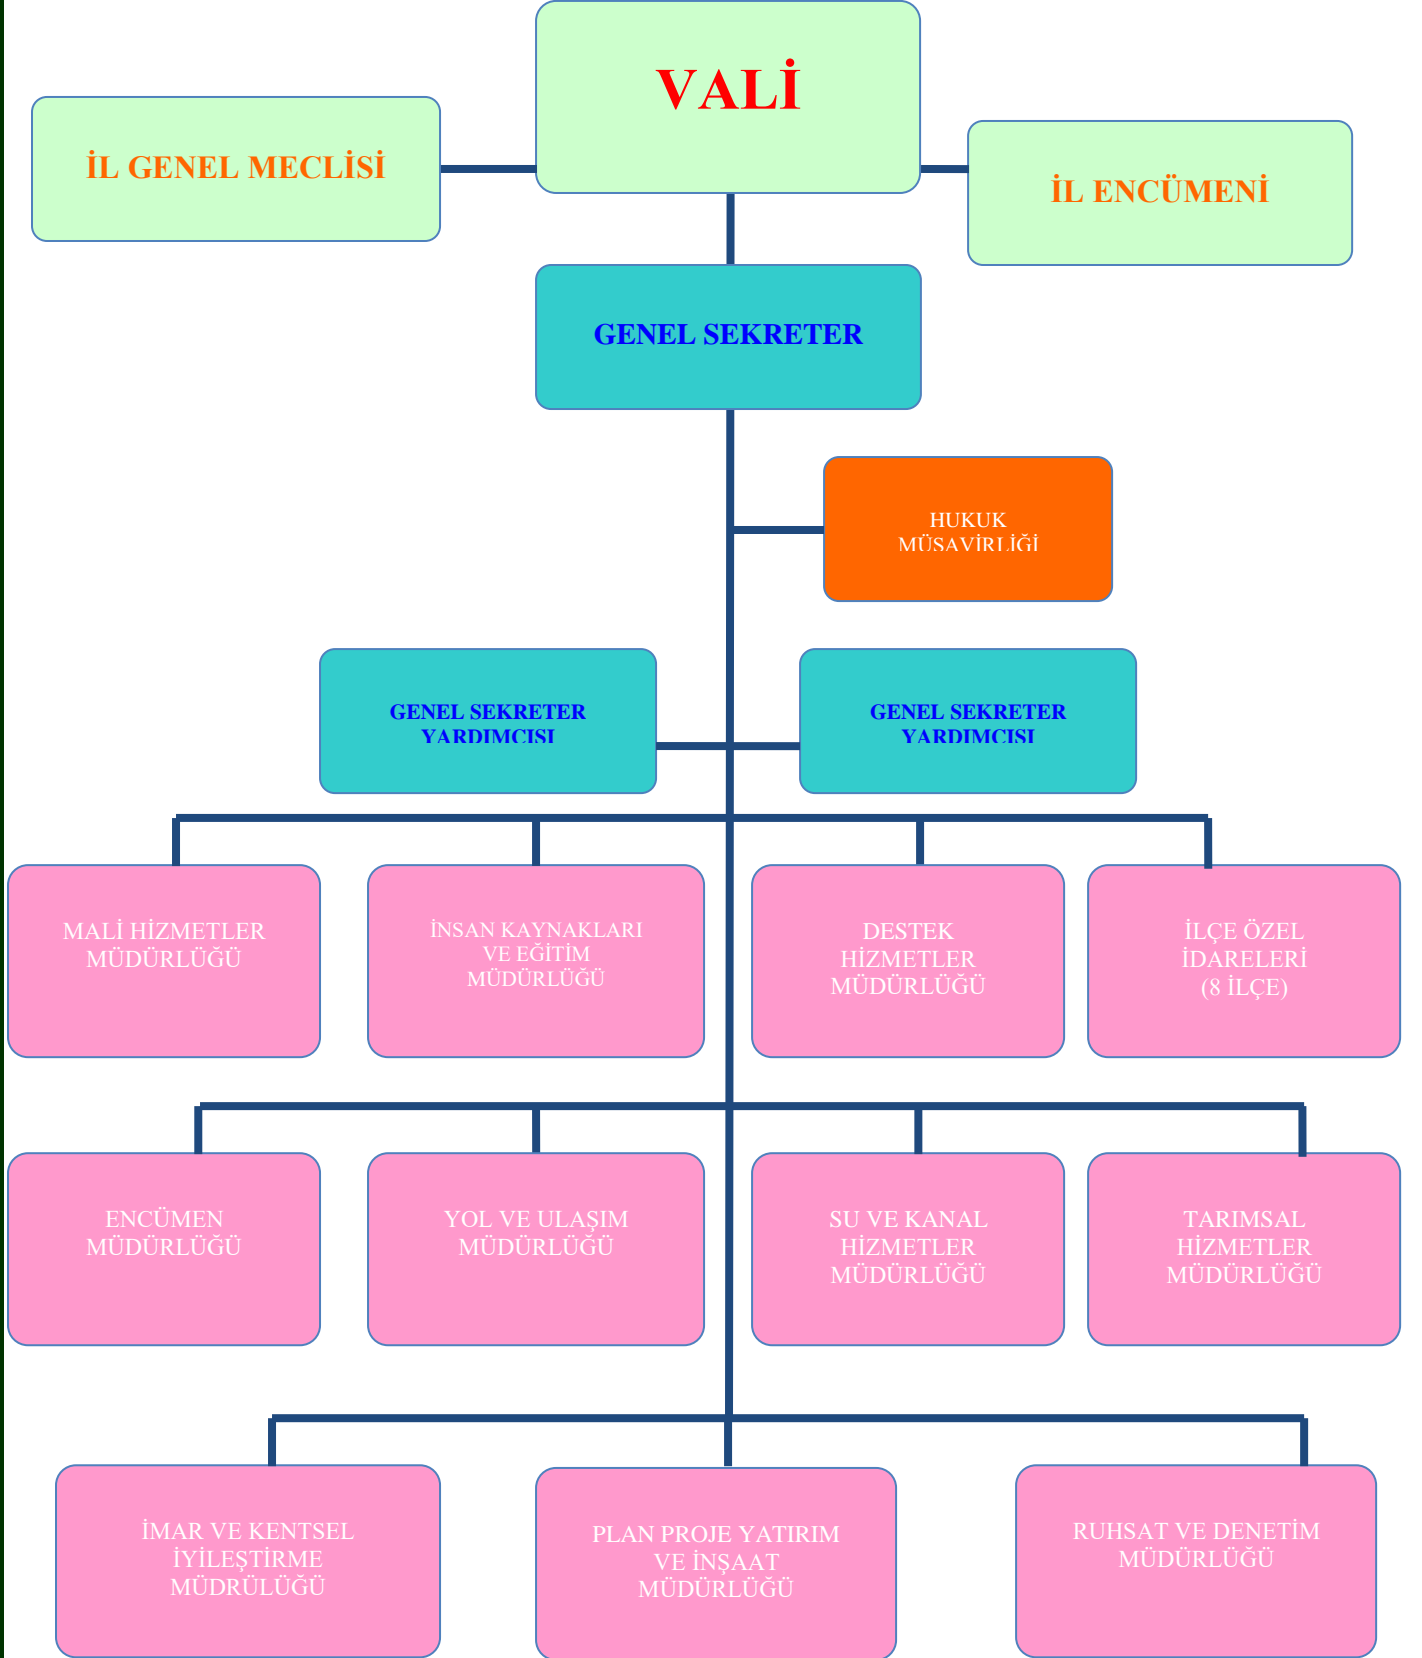 VALİ
İL GENEL MECLİSİ
İL ENCÜMENİ
GENEL SEKRETER
HUKUK
MÜSAVİRLİĞİ
GENEL SEKRETER
YARDIMCISI
GENEL SEKRETER
YARDIMCISI
MALİ HİZMETLER
MÜDÜRLÜĞÜ
İNSAN KAYNAKLARI
VE EĞİTİM
MÜDÜRLÜĞÜ
DESTEK
HİZMETLER
MÜDÜRLÜĞÜ
İLÇE ÖZEL
İDARELERİ
(8 İLÇE)
ENCÜMEN
MÜDÜRLÜĞÜ
YOL VE ULAŞIM
MÜDÜRLÜĞÜ
SU VE KANAL
HİZMETLER
MÜDÜRLÜĞÜ
TARIMSAL
HİZMETLER
MÜDÜRLÜĞÜ
İMAR VE KENTSEL
İYİLEŞTİRME
MÜDRÜLÜĞÜ
PLAN PROJE YATIRIM
VE İNŞAAT
MÜDÜRLÜĞÜ
RUHSAT VE DENETİM
MÜDÜRLÜĞÜ